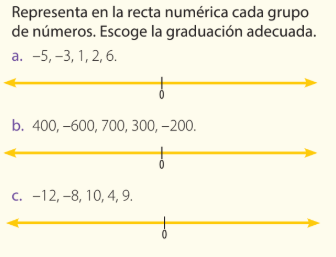 Representa en la recta numérica cada grupo
de números. Escoge la graduación adecuada.
a. –5, –3, 1, 2, 6.
0
b. 400, –600, 700, 300, –200.
0
c. –12, –8, 10, 4, 9.
0